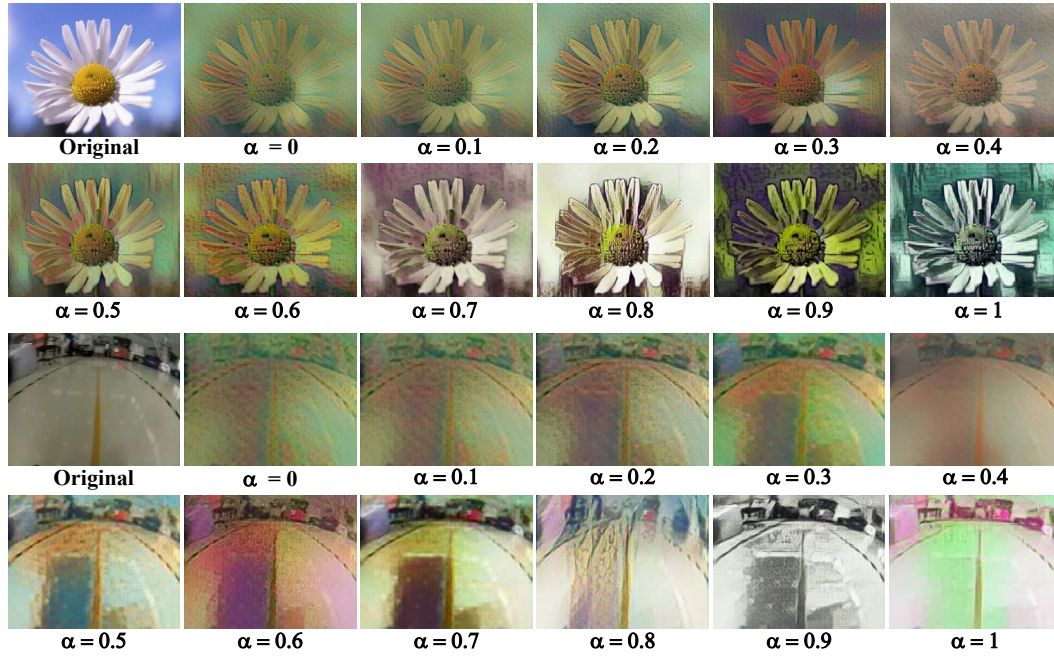 Original α = 0 α = 0.1 α = 0.2 α = 0.3 α = 0.4
α = 0.5 α = 0.6 α = 0.7 α = 0.8 α = 0.9 α = 1
Original α = 0 α = 0.1 α = 0.2 α = 0.3 α = 0.4
α = 0.5 α = 0.6 α = 0.7 α = 0.8 α = 0.9 α = 1